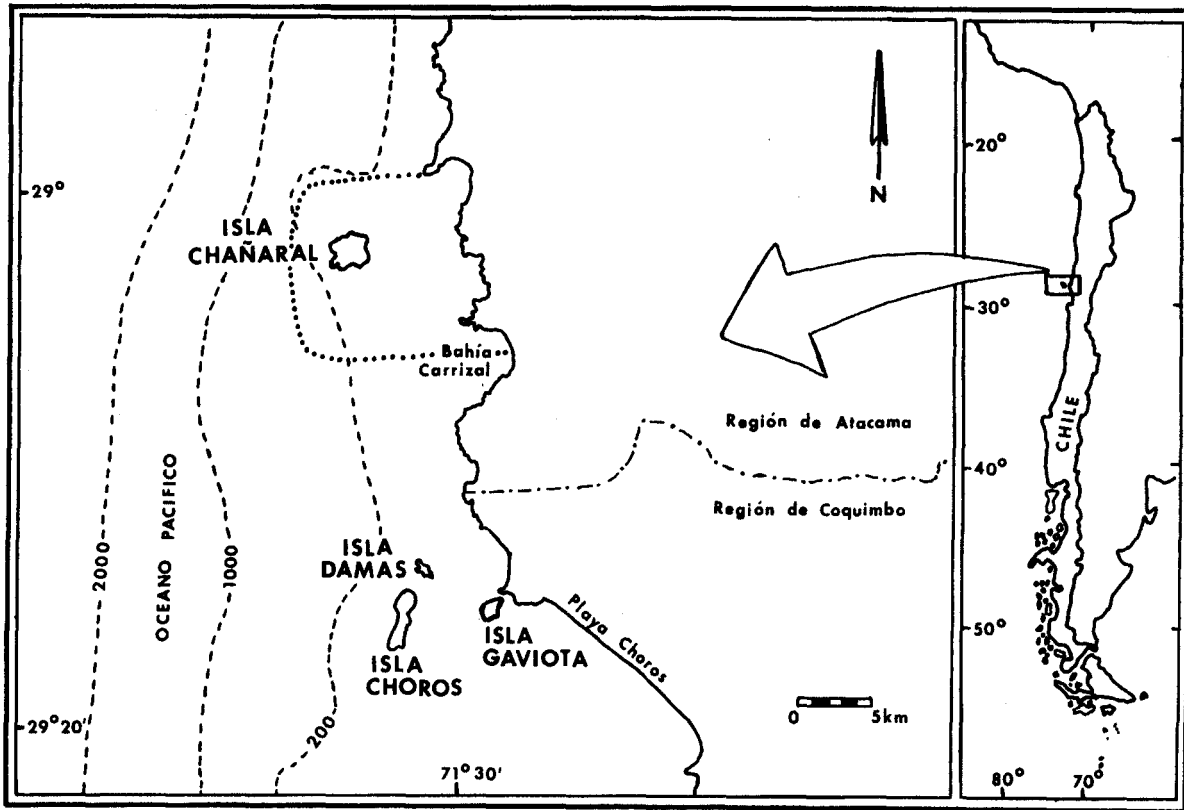 29°
ISLA
CHAÑARAL
Bahía
Carrizal
N
Región de Atacama
Región de Coquimbo
OCEANO PACIFICO
2000
1000
200
ISLA
DAMAS
ISLA
CHOROS
ISLA
GAVIOTA
Playa Choros
0 5km
29° 20'
71° 30'
20°
30°
40°
50°
CHILE
80° 70°